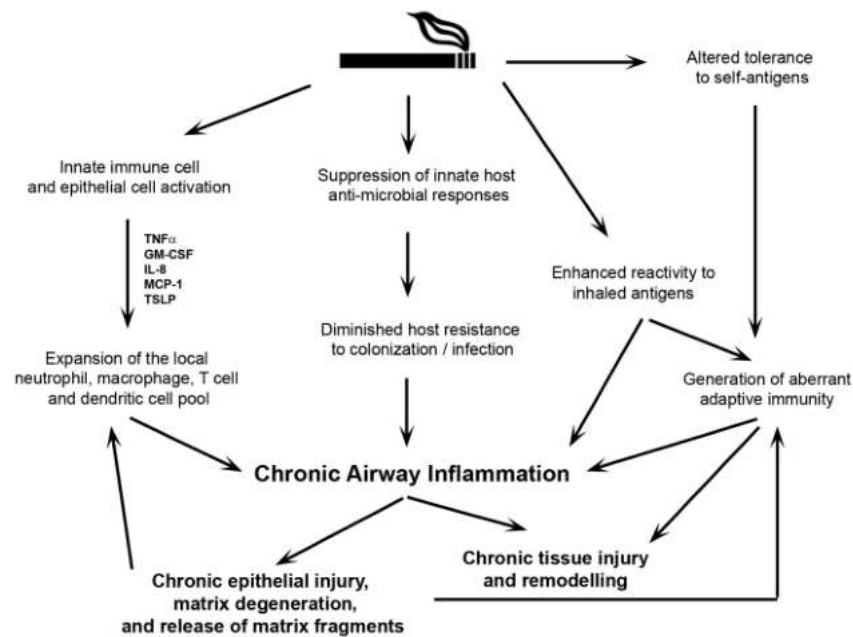 Altered tolerance
to self-antigens
Innate immune cell
and epithelial cell activation
Suppression of innate host
anti-microbial responses
TNFα
GM-CSF
IL-8
MCP-1
TSLP
Enhanced reactivity to
inhaled antigens
Expansion of the local
neutrophil, macrophage, T cell
and dendritic cell pool
Diminished host resistance
to colonization / infection
Generation of aberrant
adaptive immunity
Chronic Airway Inflammation
Chronic tissue injury
and remodelling
Chronic epithelial injury,
matrix degeneration,
and release of matrix fragments